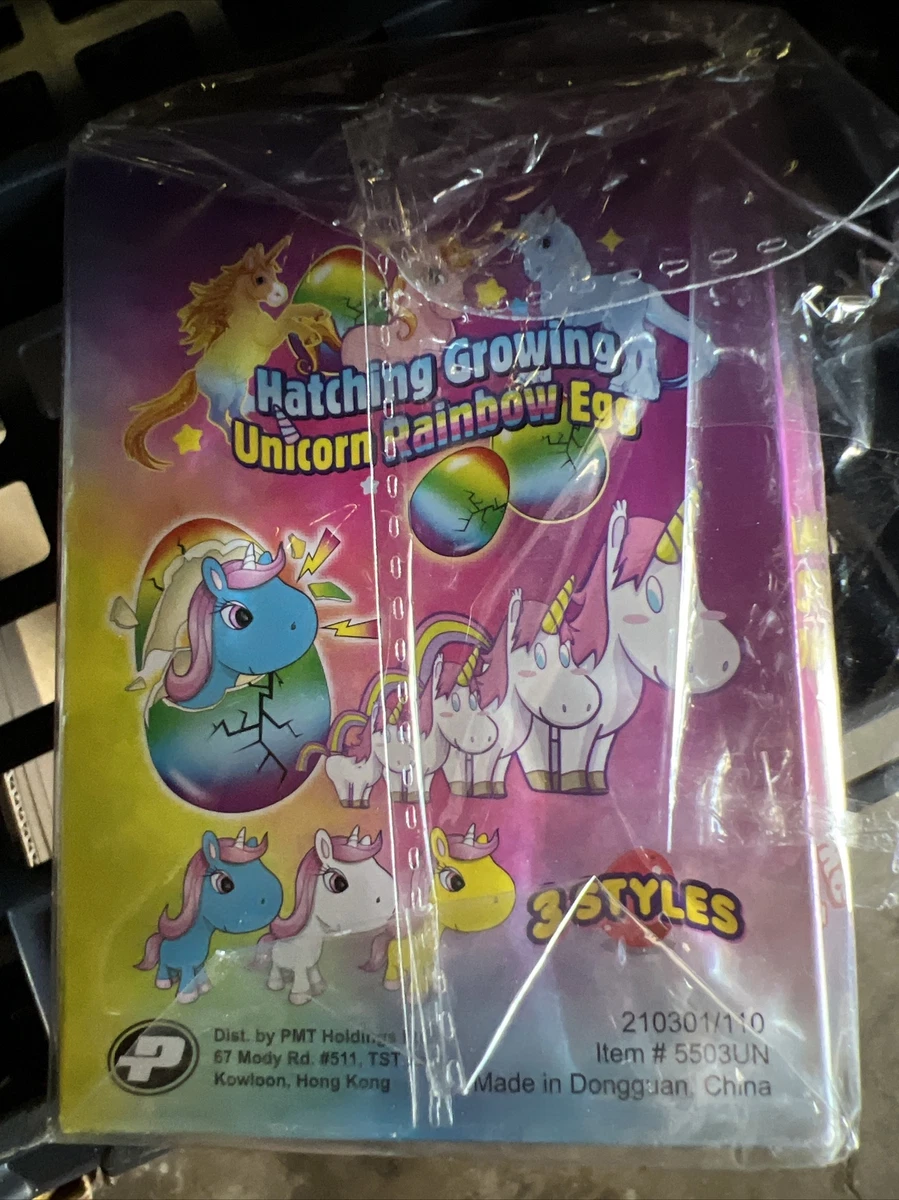 Hatching Growing
Unicorn Rainbow Egg
3 STYLES
Dist. by PMT Holdings
67 Mody Rd. #511, TST
Kowloon, Hong Kong
210301/110
Item # 5503UN
Made in Dongguan, China